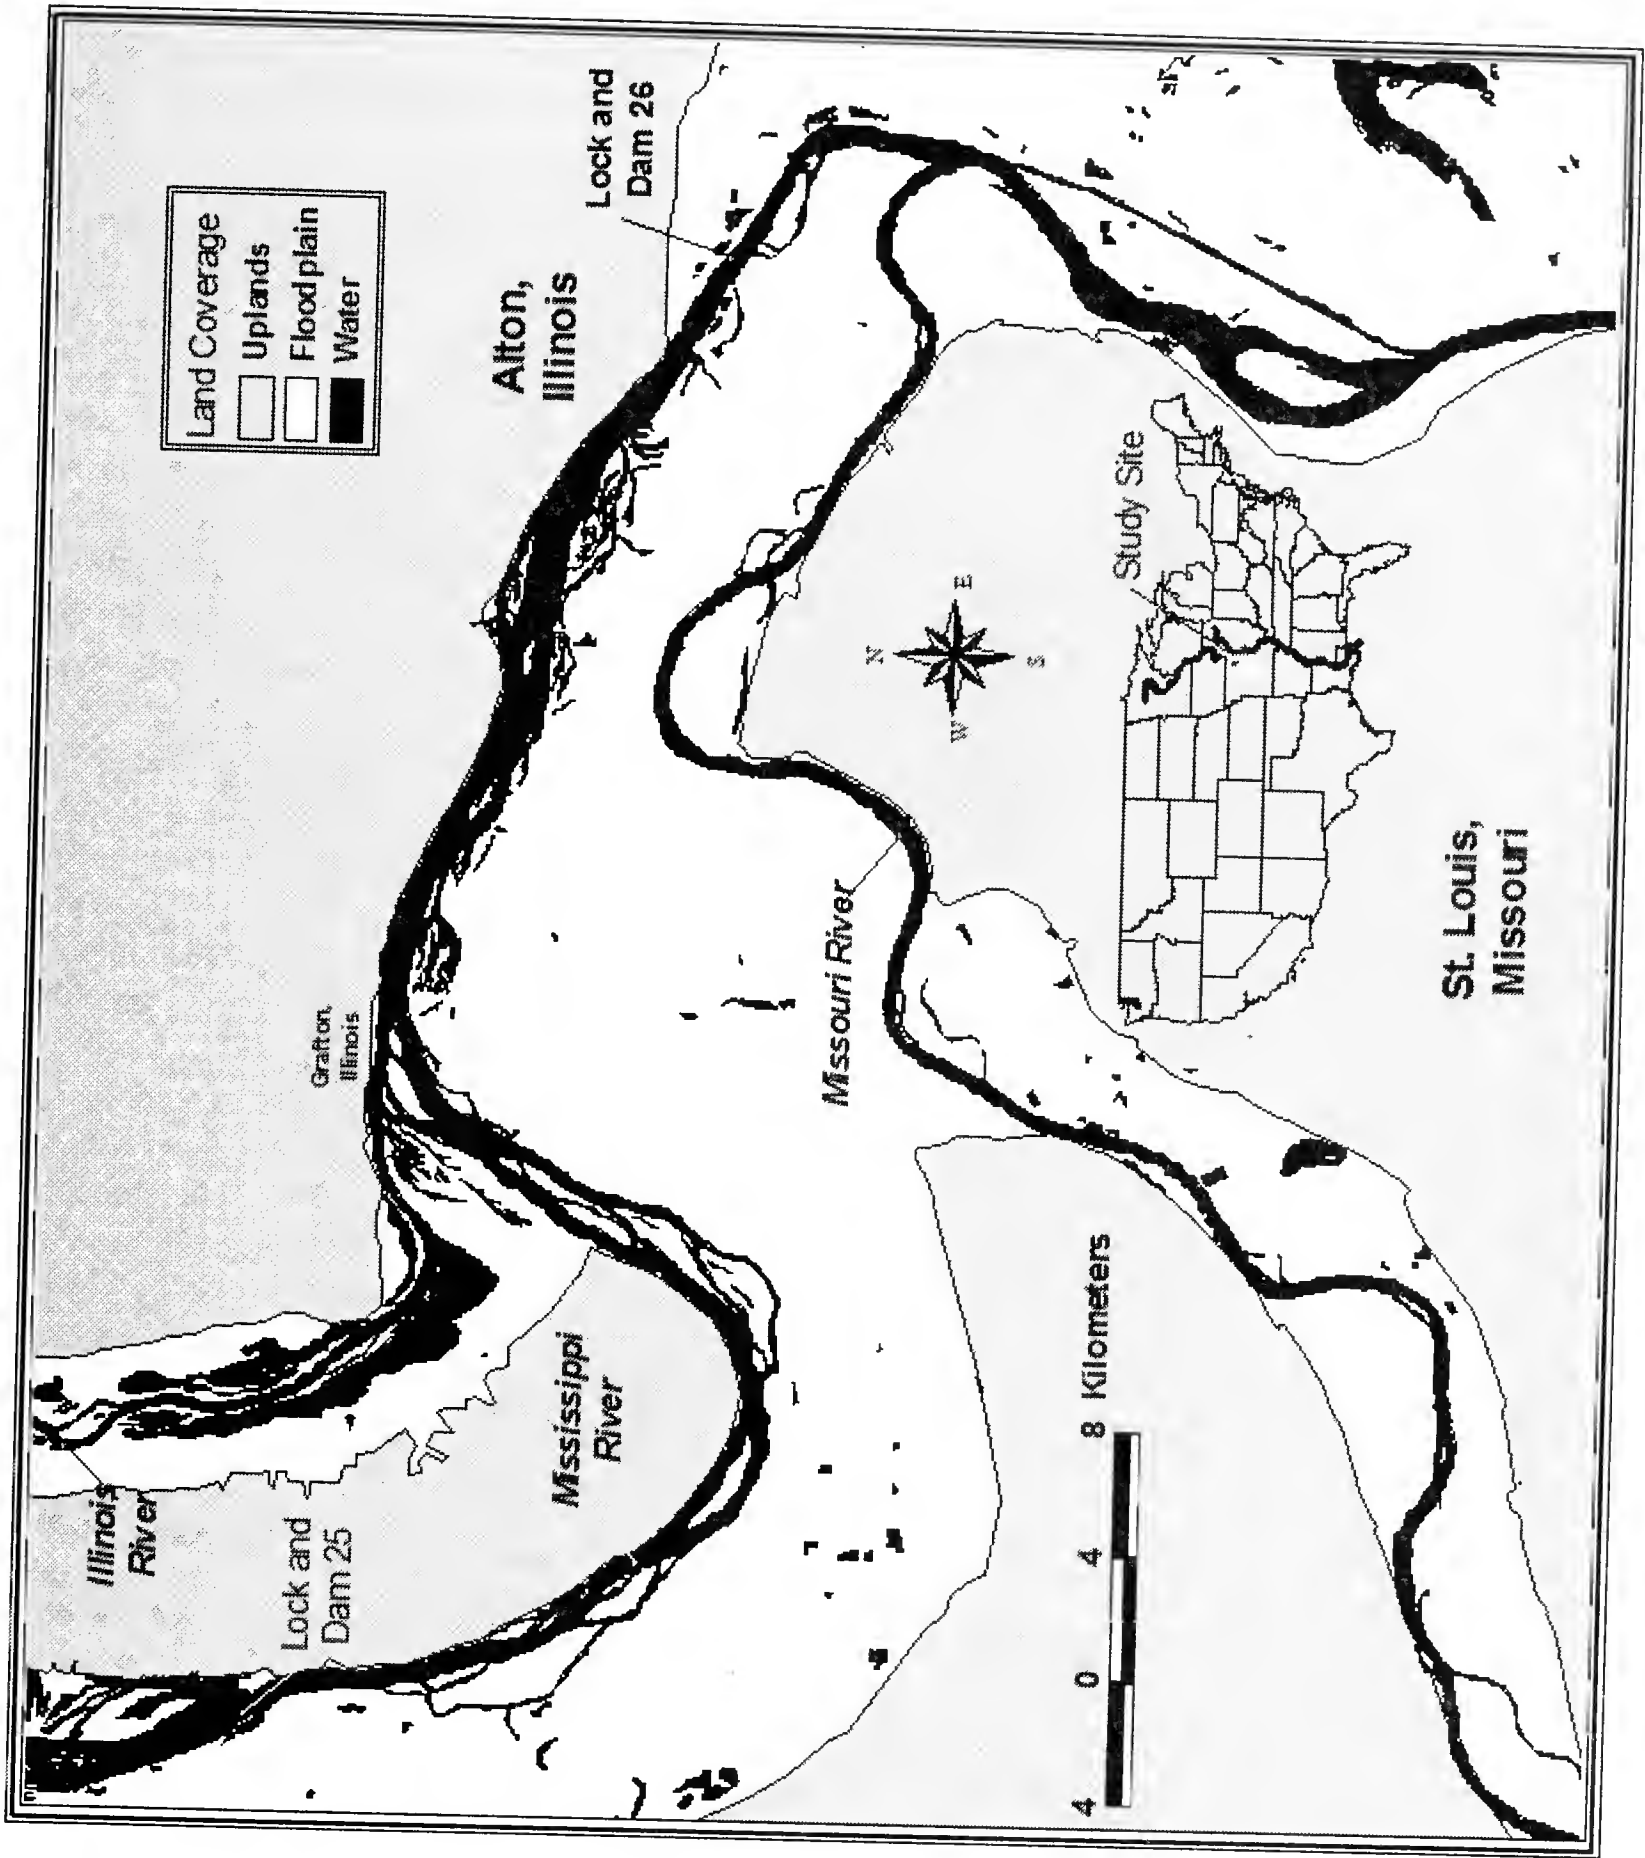 Land Coverage
Uplands
Floodplain
Water
Lock and
Dam 26
Alton,
Illinois
Grafton,
Illinois
Illinois
River
Lock and
Dam 25
Mississippi
River
Missouri River
N
E
S
W
Study Site
St. Louis,
Missouri
4 0 4 8 Kilometers